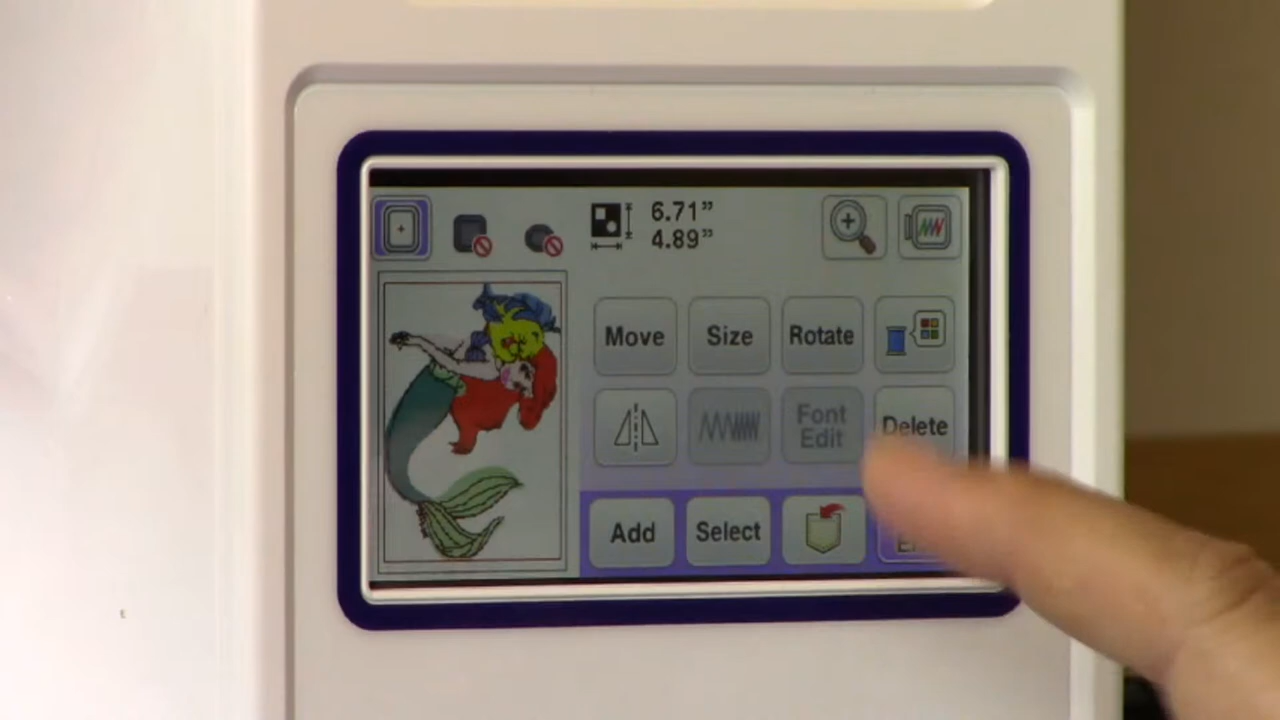 6.71"
4.89"
Move Size Rotate
Font
Edit
Delete
Add Select